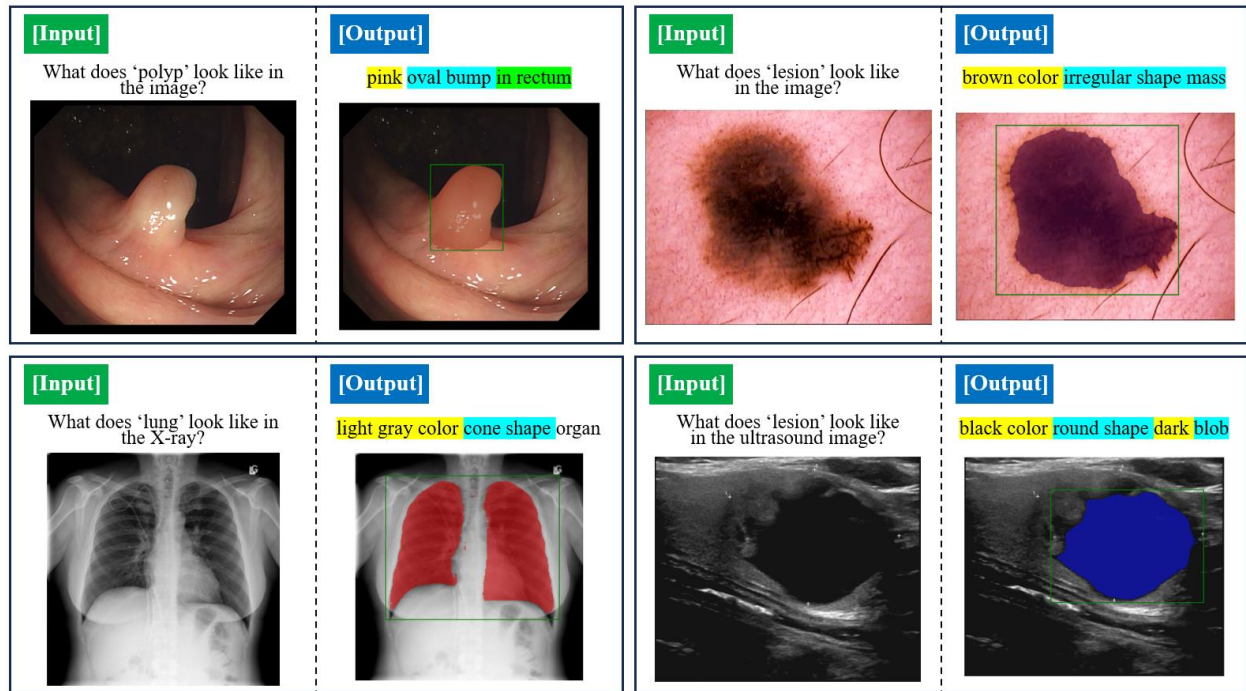 [Input]
What does ‘polyp’ look like in
the image?
[Output]
pink oval bump in rectum
[Input]
What does ‘lesion’ look like
in the image?
[Output]
brown color irregular shape mass
[Input]
What does ‘lung’ look like in
the X-ray?
[Output]
light gray color cone shape organ
[Input]
What does ‘lesion’ look like
in the ultrasound image?
[Output]
black color round shape dark blob